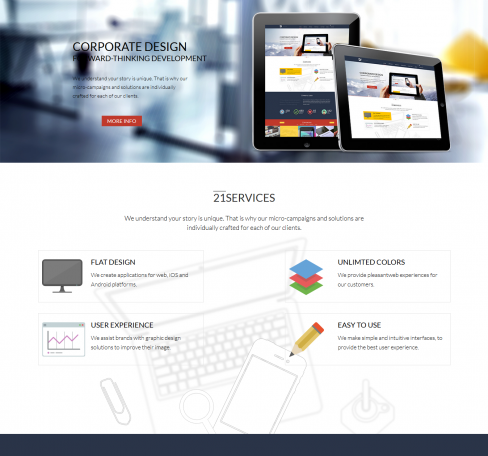 CORPORATE DESIGN
FORWARD-THINKING DEVELOPMENT
We understand your story is unique. That is why our
micro-campaigns and solutions are individually
crafted for each of our clients.
MORE INFO
21SERVICES
We understand your story is unique. That is why our micro-campaigns and solutions are
individually crafted for each of our clients.
FLAT DESIGN
We create applications for web, iOS and
Android platforms.
UNLIMTED COLORS
We provide pleasantweb experiences for
our customers.
USER EXPERIENCE
We assist brands with graphic design
solutions to improve their image.
EASY TO USE
We make simple and intuitive interfaces, to
provide the best user experience.